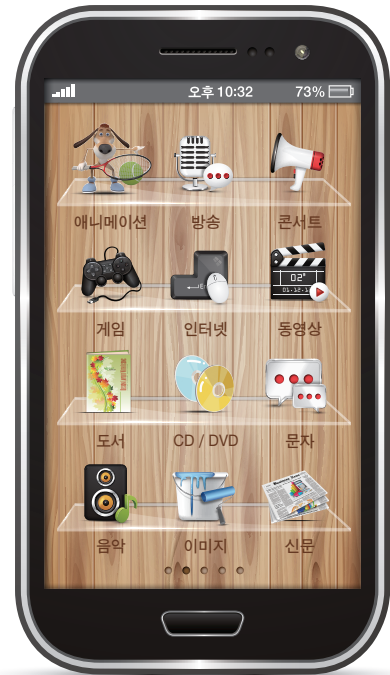 오후 10:32 73%
애니메이션 방송 콘서트
02"
게임 인터넷 동영상
도서 CD / DVD 문자
음악 이미지 신문